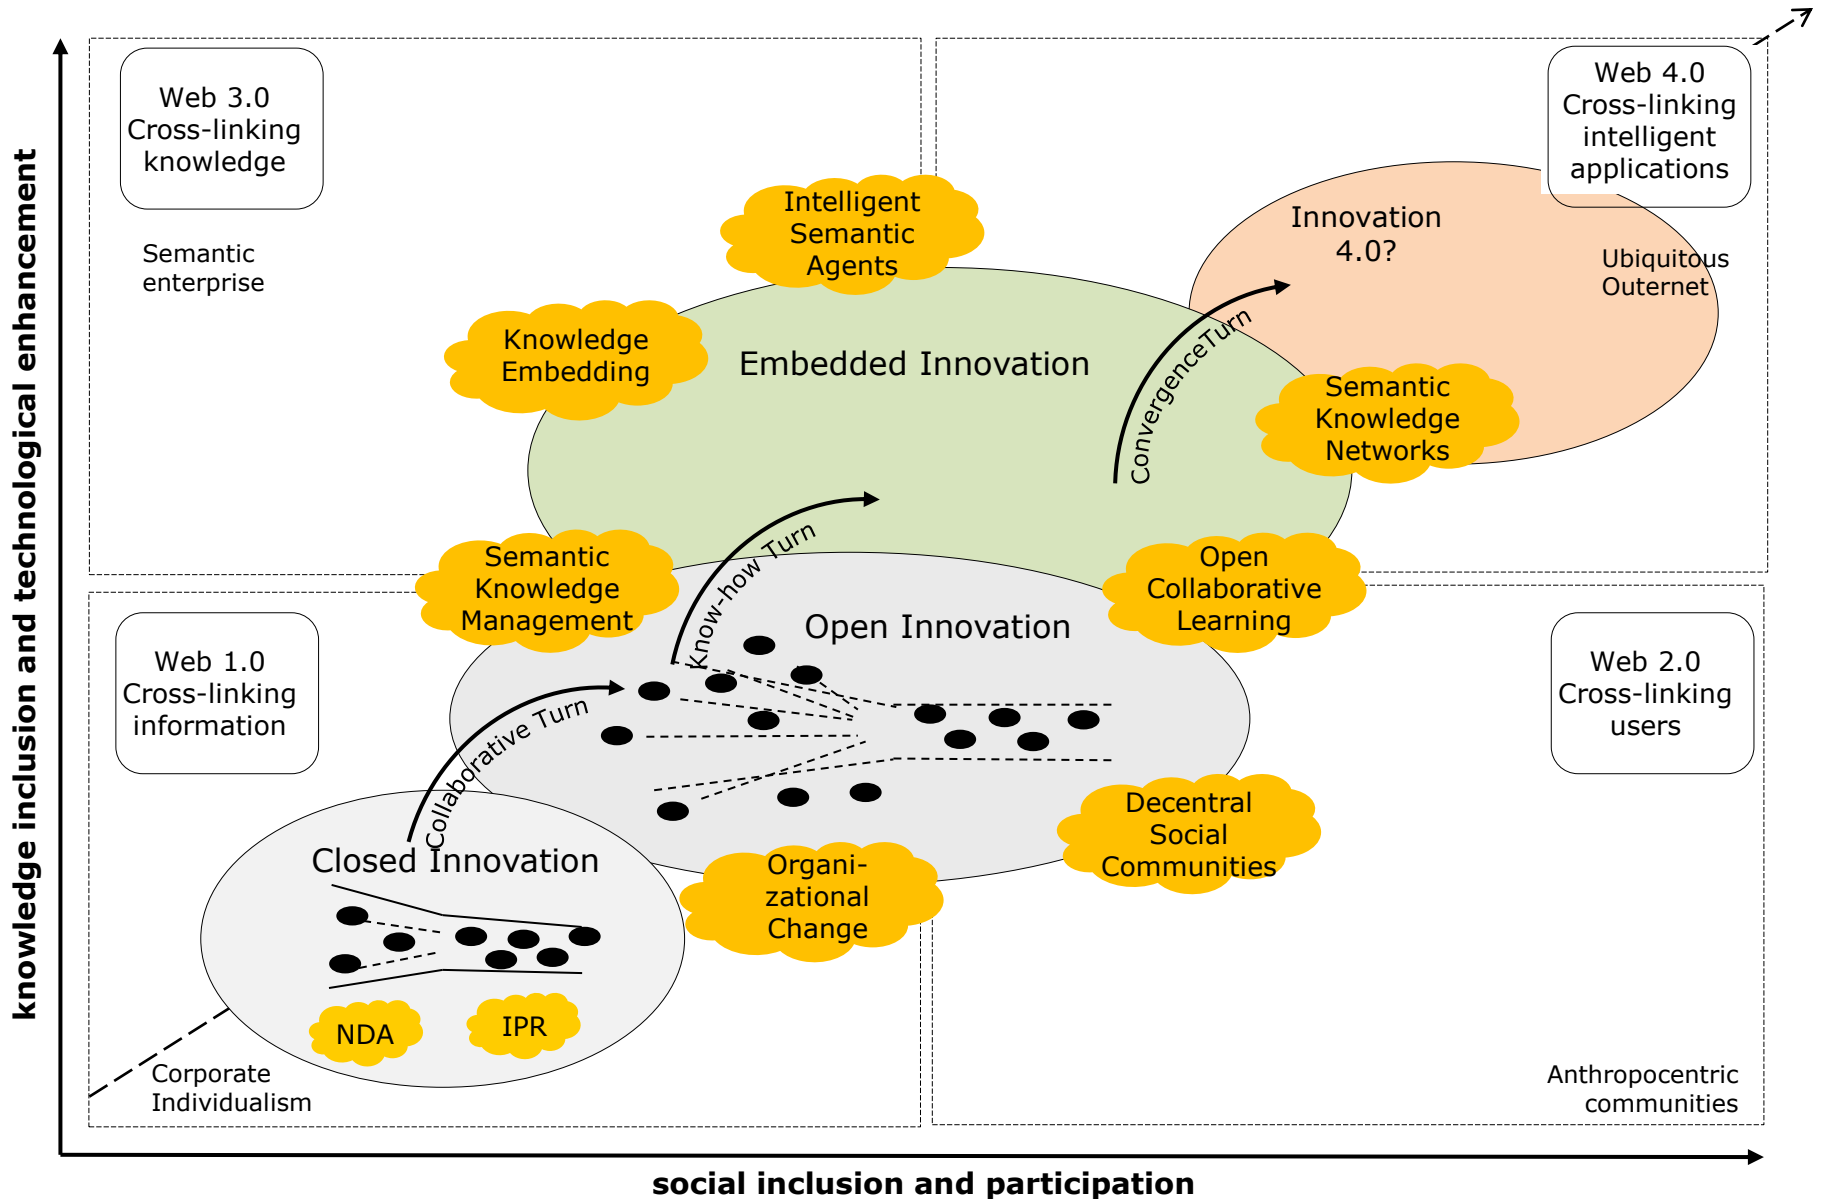 Web 3.0
Cross-linking
knowledge
Semantic
enterprise
Web 4.0
Cross-linking
intelligent
applications
Innovation
4.0?
Ubiquitous
Outernet
Intelligent
Semantic
Agents
Knowledge
Embedding
Embedded Innovation
ConvergenceTurn
Semantic
Knowledge
Networks
Semantic
Knowledge
Management
Know-how Turn
Open
Collaborative
Learning
Open Innovation
Web 1.0
Cross-linking
information
Web 2.0
Cross-linking
users
Collaborative Turn
Decentral
Social
Communities
Organi-
zational
Change
Closed Innovation
NDA
IPR
Corporate
Individualism
Anthropocentric
communities
knowledge inclusion and technological enhancement
social inclusion and participation